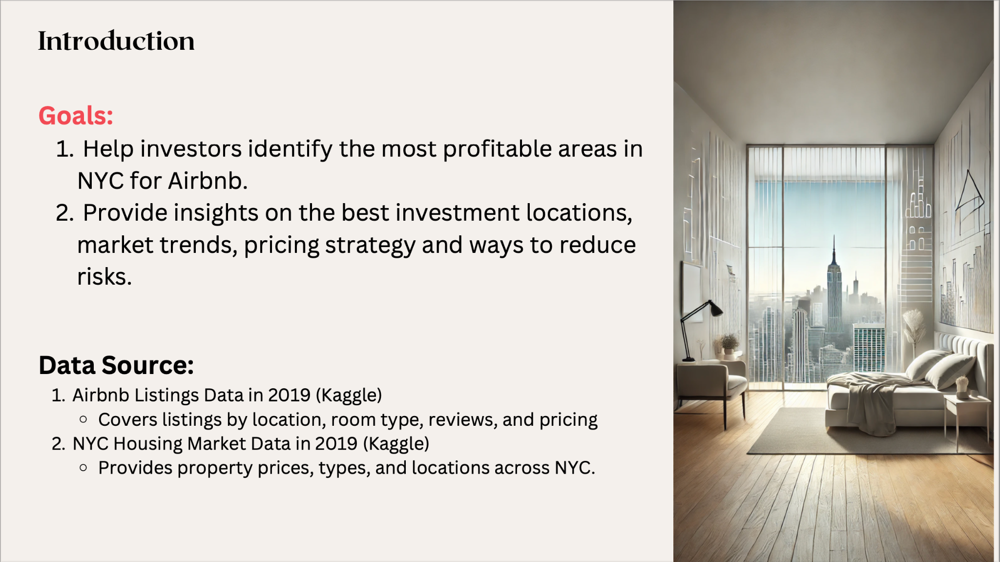 Introduction
Goals:
1. Help investors identify the most profitable areas in
NYC for Airbnb.
2. Provide insights on the best investment locations,
market trends, pricing strategy and ways to reduce
risks.
Data Source:
1. Airbnb Listings Data in 2019 (Kaggle)
○ Covers listings by location, room type, reviews, and pricing
2. NYC Housing Market Data in 2019 (Kaggle)
○ Provides property prices, types, and locations across NYC.